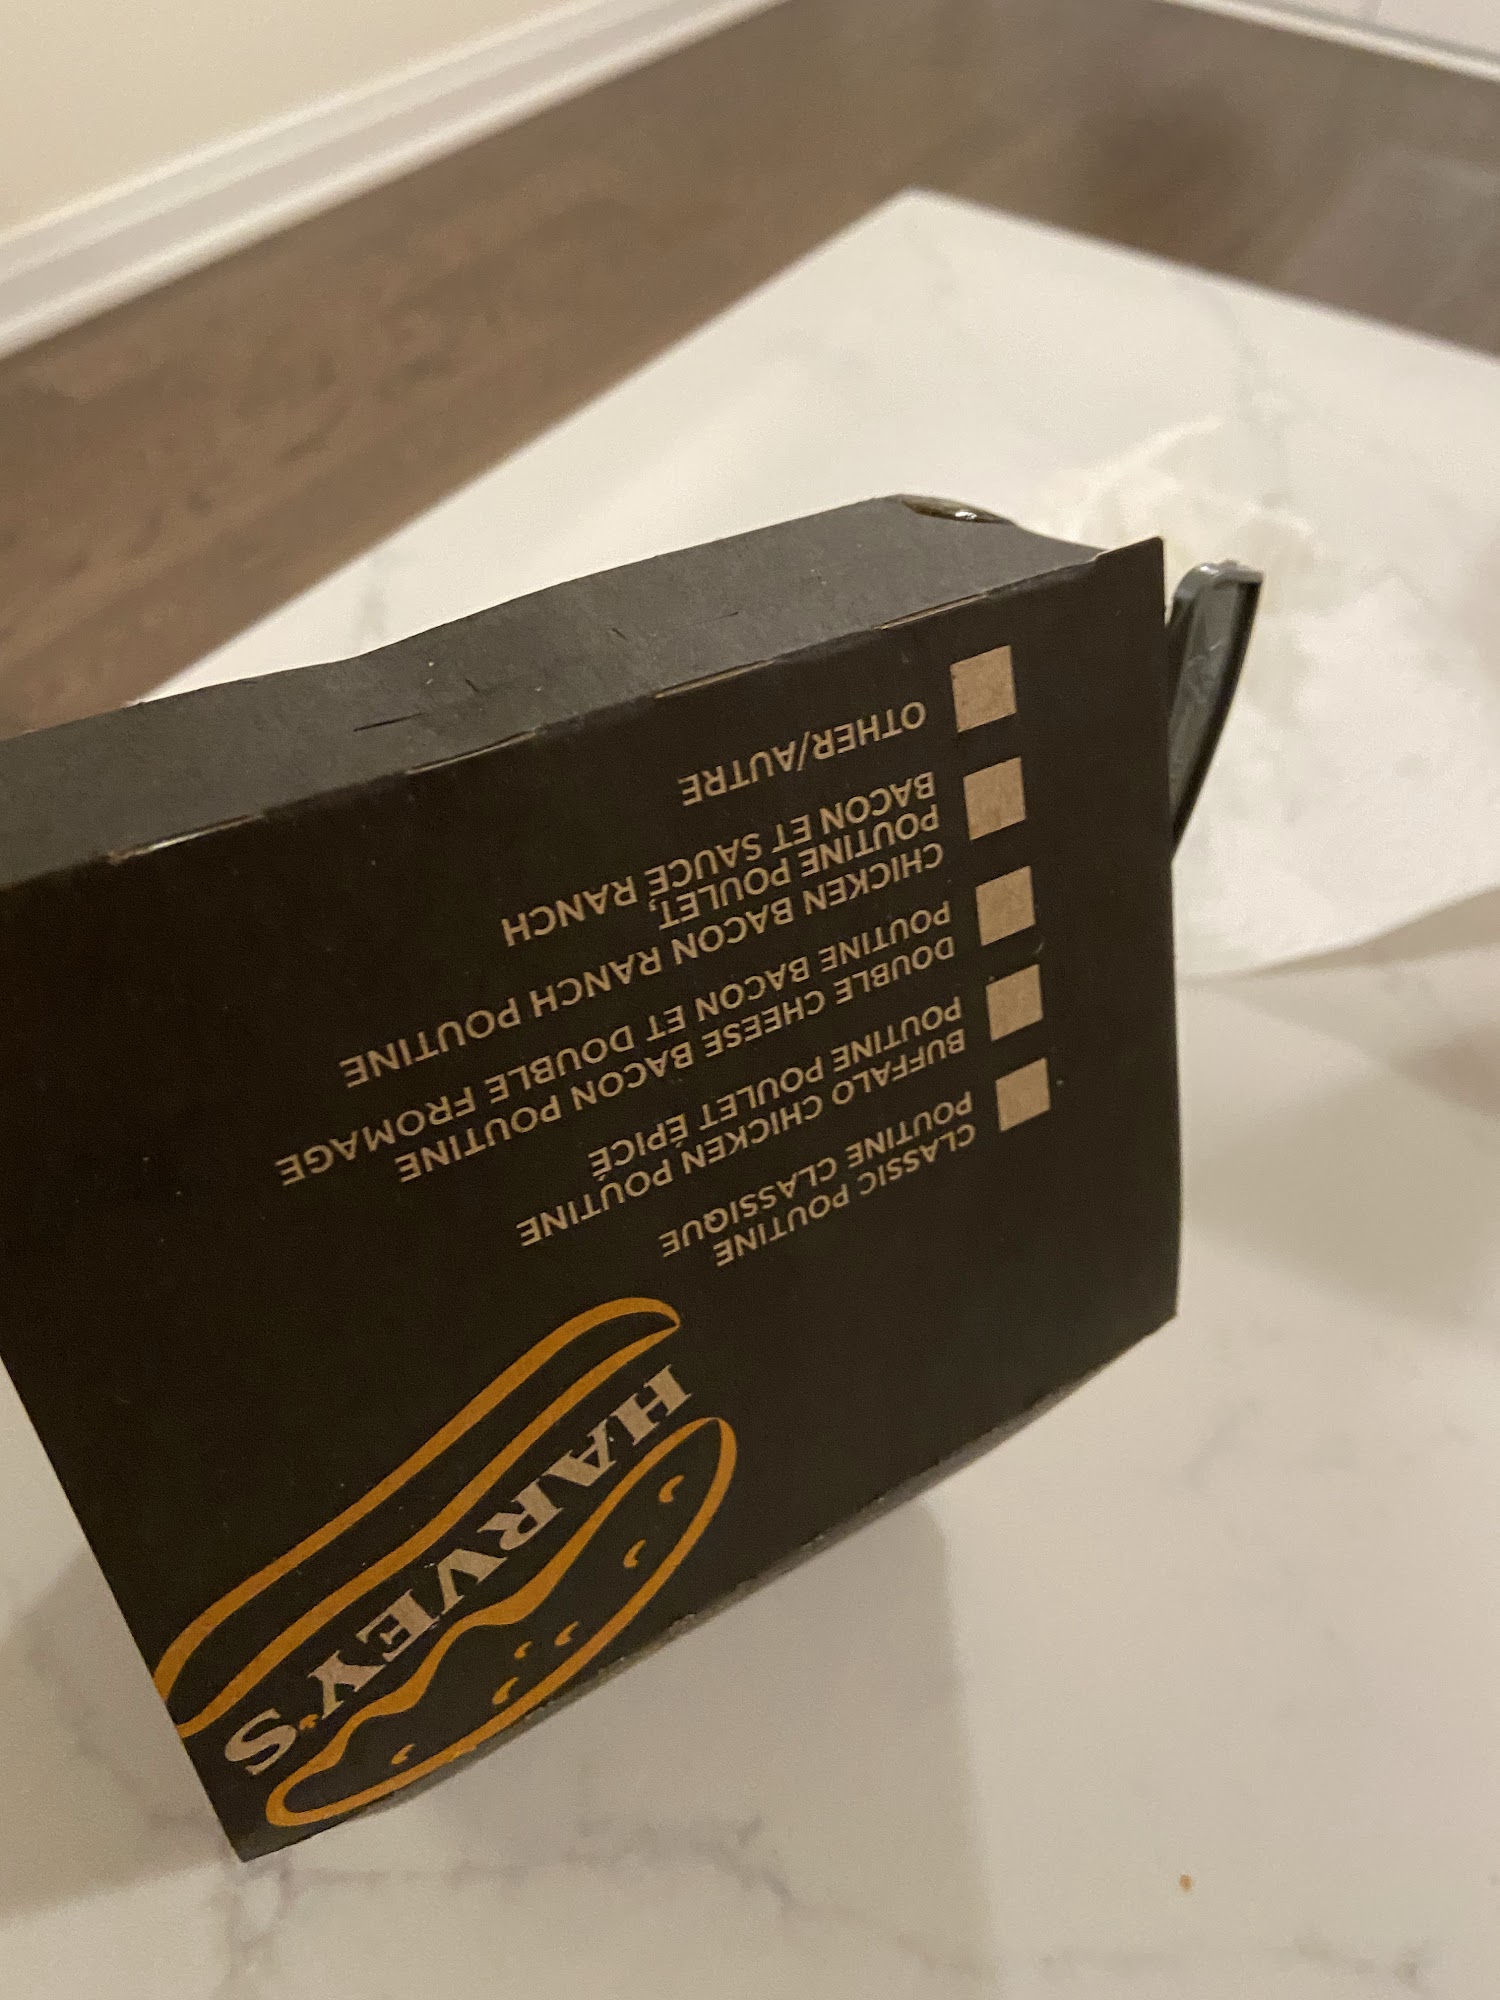 HARVEY'S
CLASSIC POUTINE
POUTINE CLASSIQUE
BUFFALO CHICKEN POUTINE
POUTINE POULET ÉPICÉ
DOUBLE CHEESE BACON POUTINE
POUTINE BACON ET DOUBLE FROMAGE
CHICKEN BACON RANCH POUTINE
POUTINE POULET,
BACON ET SAUCE RANCH
OTHER/AUTRE